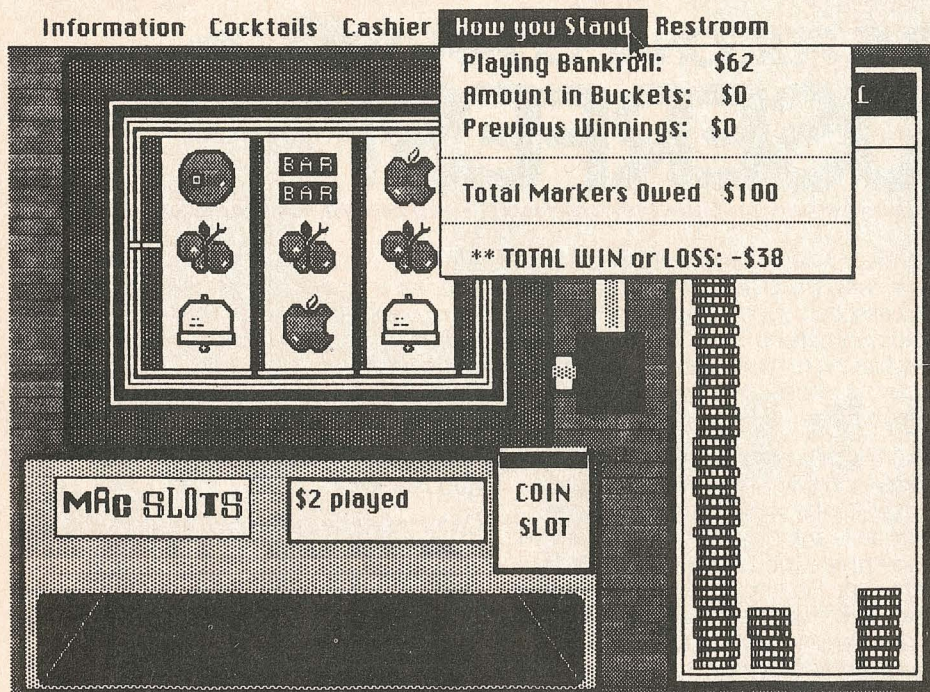 Information Cocktails Cashier How you Stand Restroom
Playing Bankroll: $62
Amount in Buckets: $0
Previous Winnings: $0
Total Markers Owed $100
** TOTAL WIN or LOSS: -$38
BAR
BAR
MAC SLOTS
$2 played
COIN
SLOT